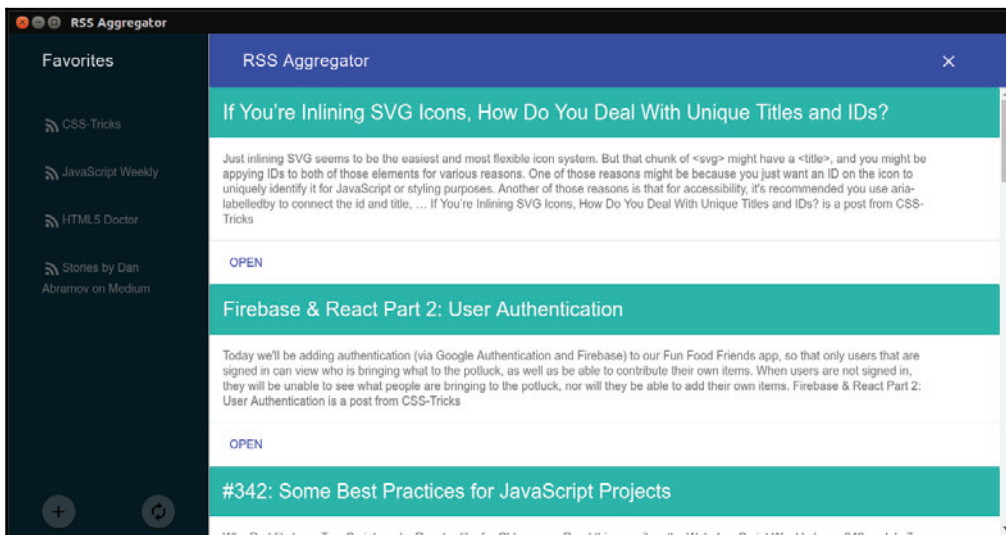 RSS Aggregator
Favorites
RSS Aggregator
CSS-Tricks
JavaScript Weekly
HTML5 Doctor
Stories by Dan
Abramov on Medium
If You're Inlining SVG Icons, How Do You Deal With Unique Titles and IDs?
Just inlining SVG seems to be the easiest and most flexible icon system. But that chunk of <svg> might have a <title>, and you might be
appying IDs to both of those elements for various reasons. One of those reasons might be because you just want an ID on the icon to
uniquely identify it for JavaScript or styling purposes. Another of those reasons is that for accessibility, it's recommended you use aria-
labelledby to connect the id and title, … If You're Inlining SVG Icons, How Do You Deal With Unique Titles and IDs? is a post from CSS-
Tricks
OPEN
Firebase & React Part 2: User Authentication
Today we'll be adding authentication (via Google Authentication and Firebase) to our Fun Food Friends app, so that only users that are
signed in can view who is bringing what to the potluck, as well as be able to contribute their own items. When users are not signed in,
they will be unable to see what people are bringing to the potluck, nor will they be able to add their own items. Firebase & React Part 2:
User Authentication is a post from CSS-Tricks
OPEN
#342: Some Best Practices for JavaScript Projects